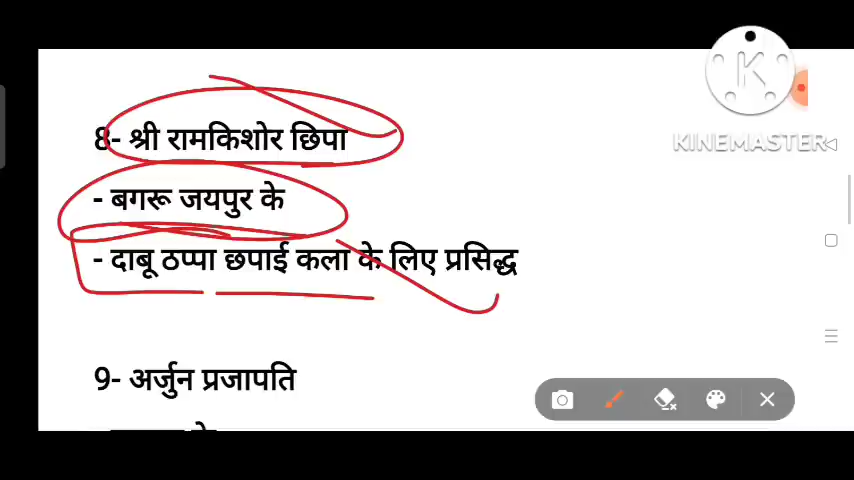 KINEMASTER
8- श्री रामकिशोर छिपा
- बगरू जयपुर के
- दाबू ठप्पा छपाई कला के लिए प्रसिद्ध
9- अर्जुन प्रजापति